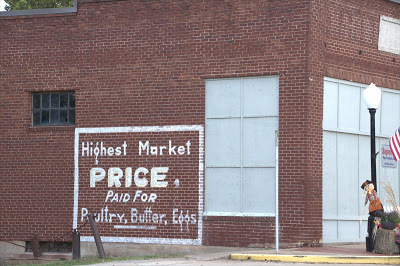 Highest Market
PRICE.
PAID FOR
Poultry, Butter, Eggs